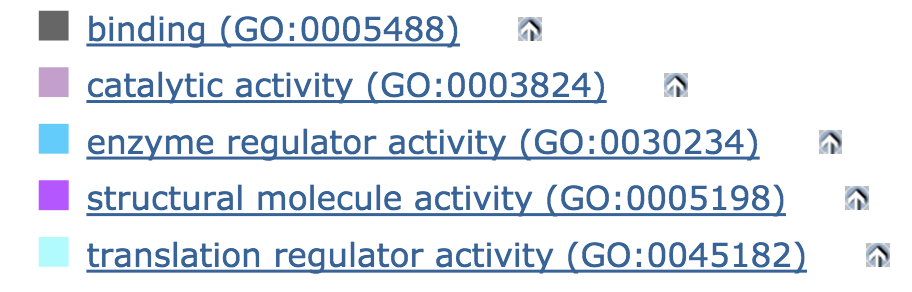 binding (GO:0005488)
catalytic activity (GO:0003824)
enzyme regulator activity (GO:0030234)
structural molecule activity (GO:0005198)
translation regulator activity (GO:0045182)